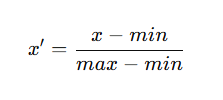 x′ = (x − min) / (max − min)